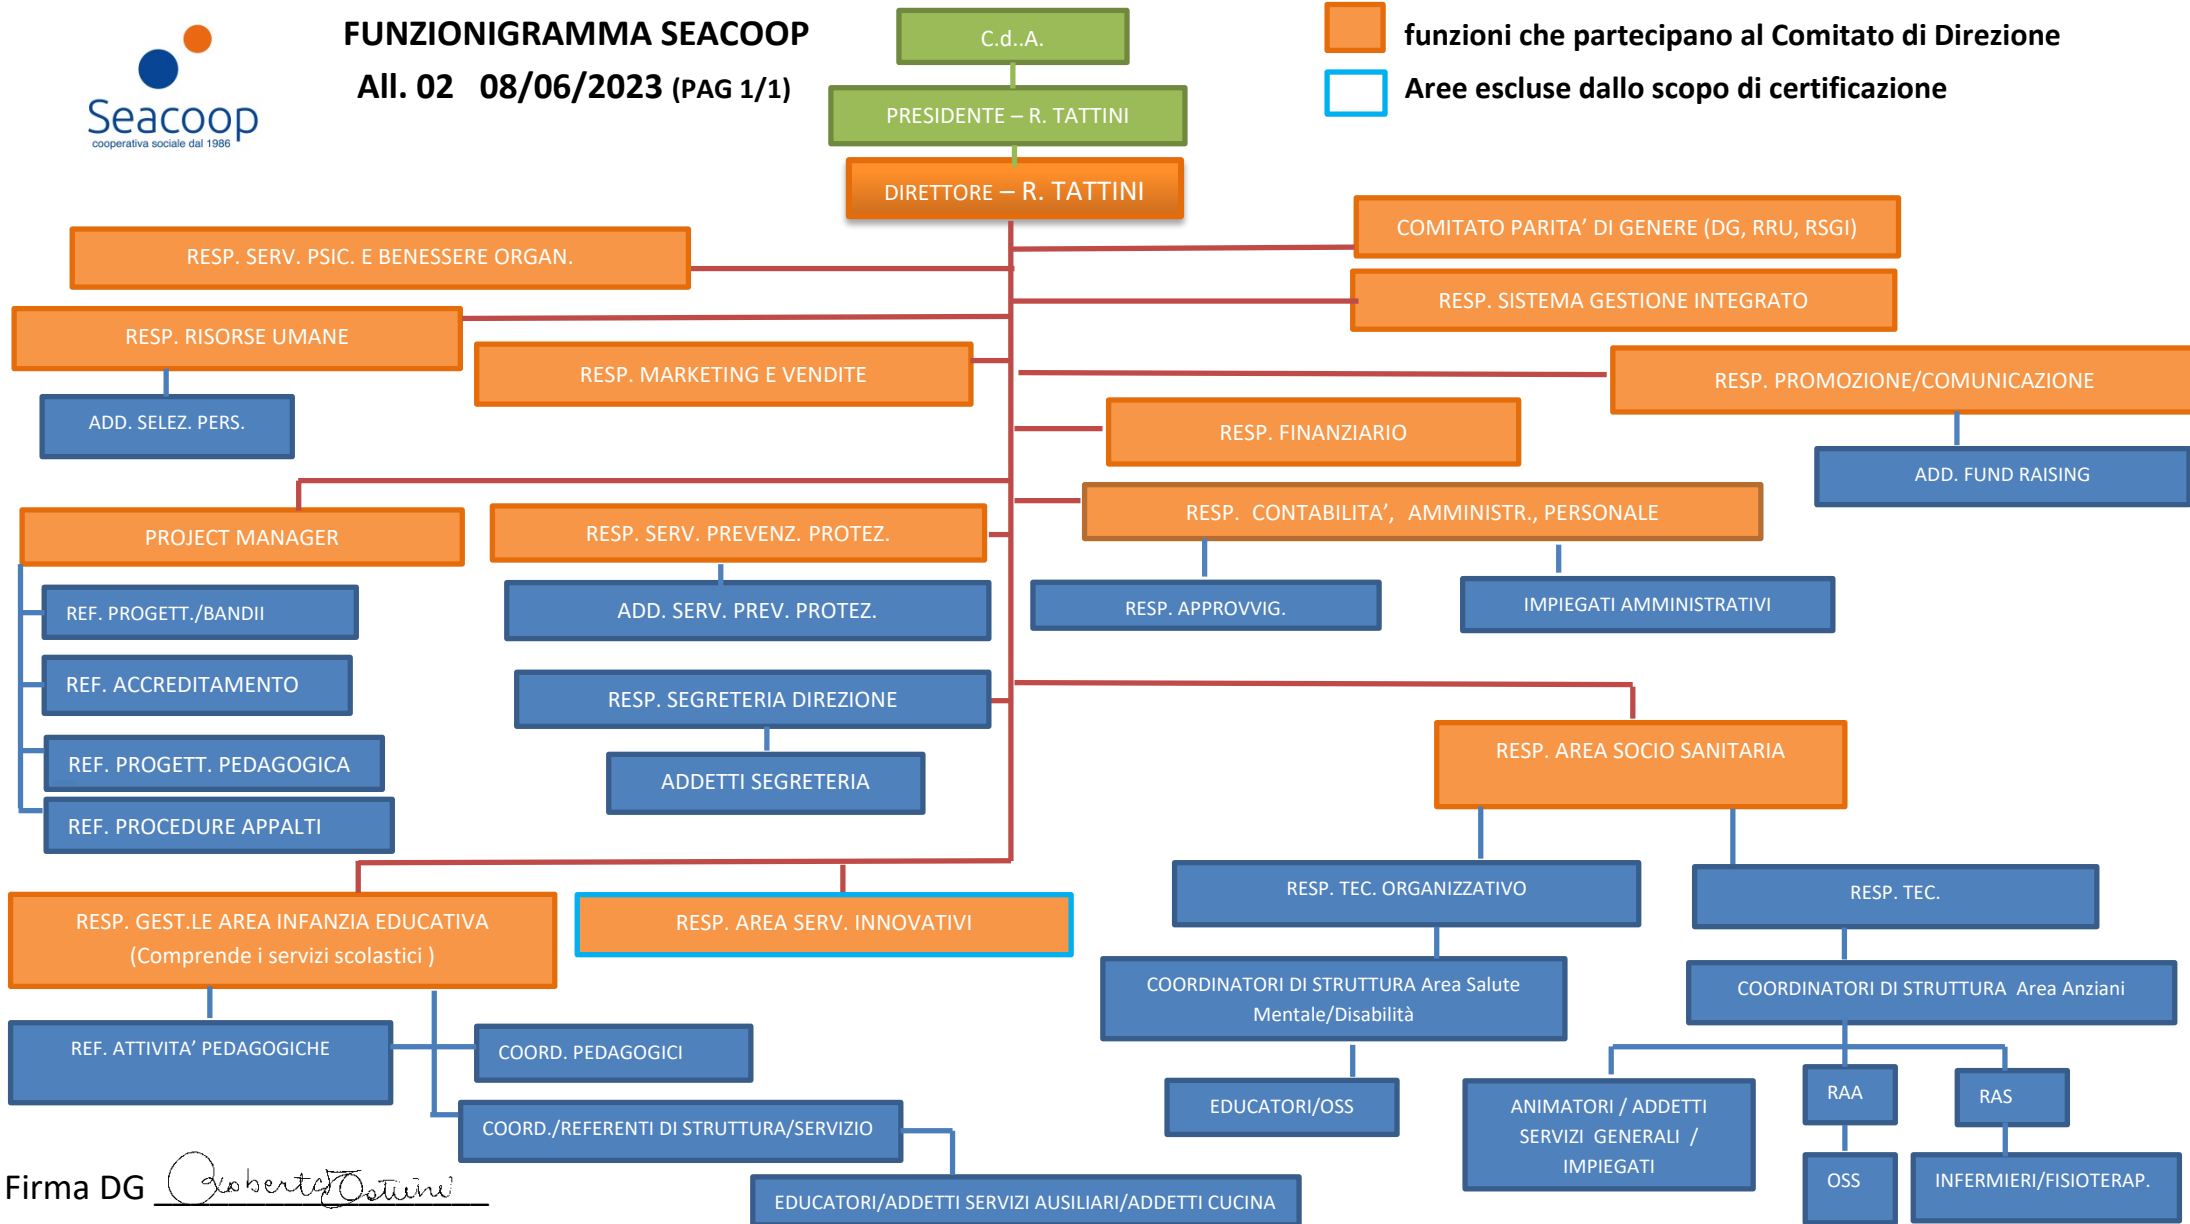 FUNZIONIGRAMMA SEACOOP
All. 02 08/06/2023 (PAG 1/1)
Seacoop
cooperativa sociale dal 1986
C.d..A.
PRESIDENTE – R. TATTINI
DIRETTORE – R. TATTINI
funzioni che partecipano al Comitato di Direzione
Aree escluse dallo scopo di certificazione
RESP. SERV. PSIC. E BENESSERE ORGAN.
COMITATO PARITA’ DI GENERE (DG, RRU, RSGI)
RESP. SISTEMA GESTIONE INTEGRATO
RESP. RISORSE UMANE
RESP. MARKETING E VENDITE
RESP. PROMOZIONE/COMUNICAZIONE
ADD. SELEZ. PERS.
RESP. FINANZIARIO
ADD. FUND RAISING
PROJECT MANAGER
RESP. SERV. PREVENZ. PROTEZ.
RESP. CONTABILITA’, AMMINISTR., PERSONALE
REF. PROGETT./BANDII
ADD. SERV. PREV. PROTEZ.
RESP. APPROVVIG.
IMPIEGATI AMMINISTRATIVI
REF. ACCREDITAMENTO
RESP. SEGRETERIA DIREZIONE
REF. PROGETT. PEDAGOGICA
ADDETTI SEGRETERIA
RESP. AREA SOCIO SANITARIA
REF. PROCEDURE APPALTI
RESP. GEST.LE AREA INFANZIA EDUCATIVA
(Comprende i servizi scolastici )
RESP. AREA SERV. INNOVATIVI
RESP. TEC. ORGANIZZATIVO
RESP. TEC.
COORDINATORI DI STRUTTURA Area Salute
Mentale/Disabilità
COORDINATORI DI STRUTTURA Area Anziani
REF. ATTIVITA’ PEDAGOGICHE
COORD. PEDAGOGICI
EDUCATORI/OSS
ANIMATORI / ADDETTI
SERVIZI GENERALI /
IMPIEGATI
RAA
RAS
COORD./REFERENTI DI STRUTTURA/SERVIZIO
OSS
INFERMIERI/FISIOTERAP.
EDUCATORI/ADDETTI SERVIZI AUSILIARI/ADDETTI CUCINA
Firma DG Roberta Tattini